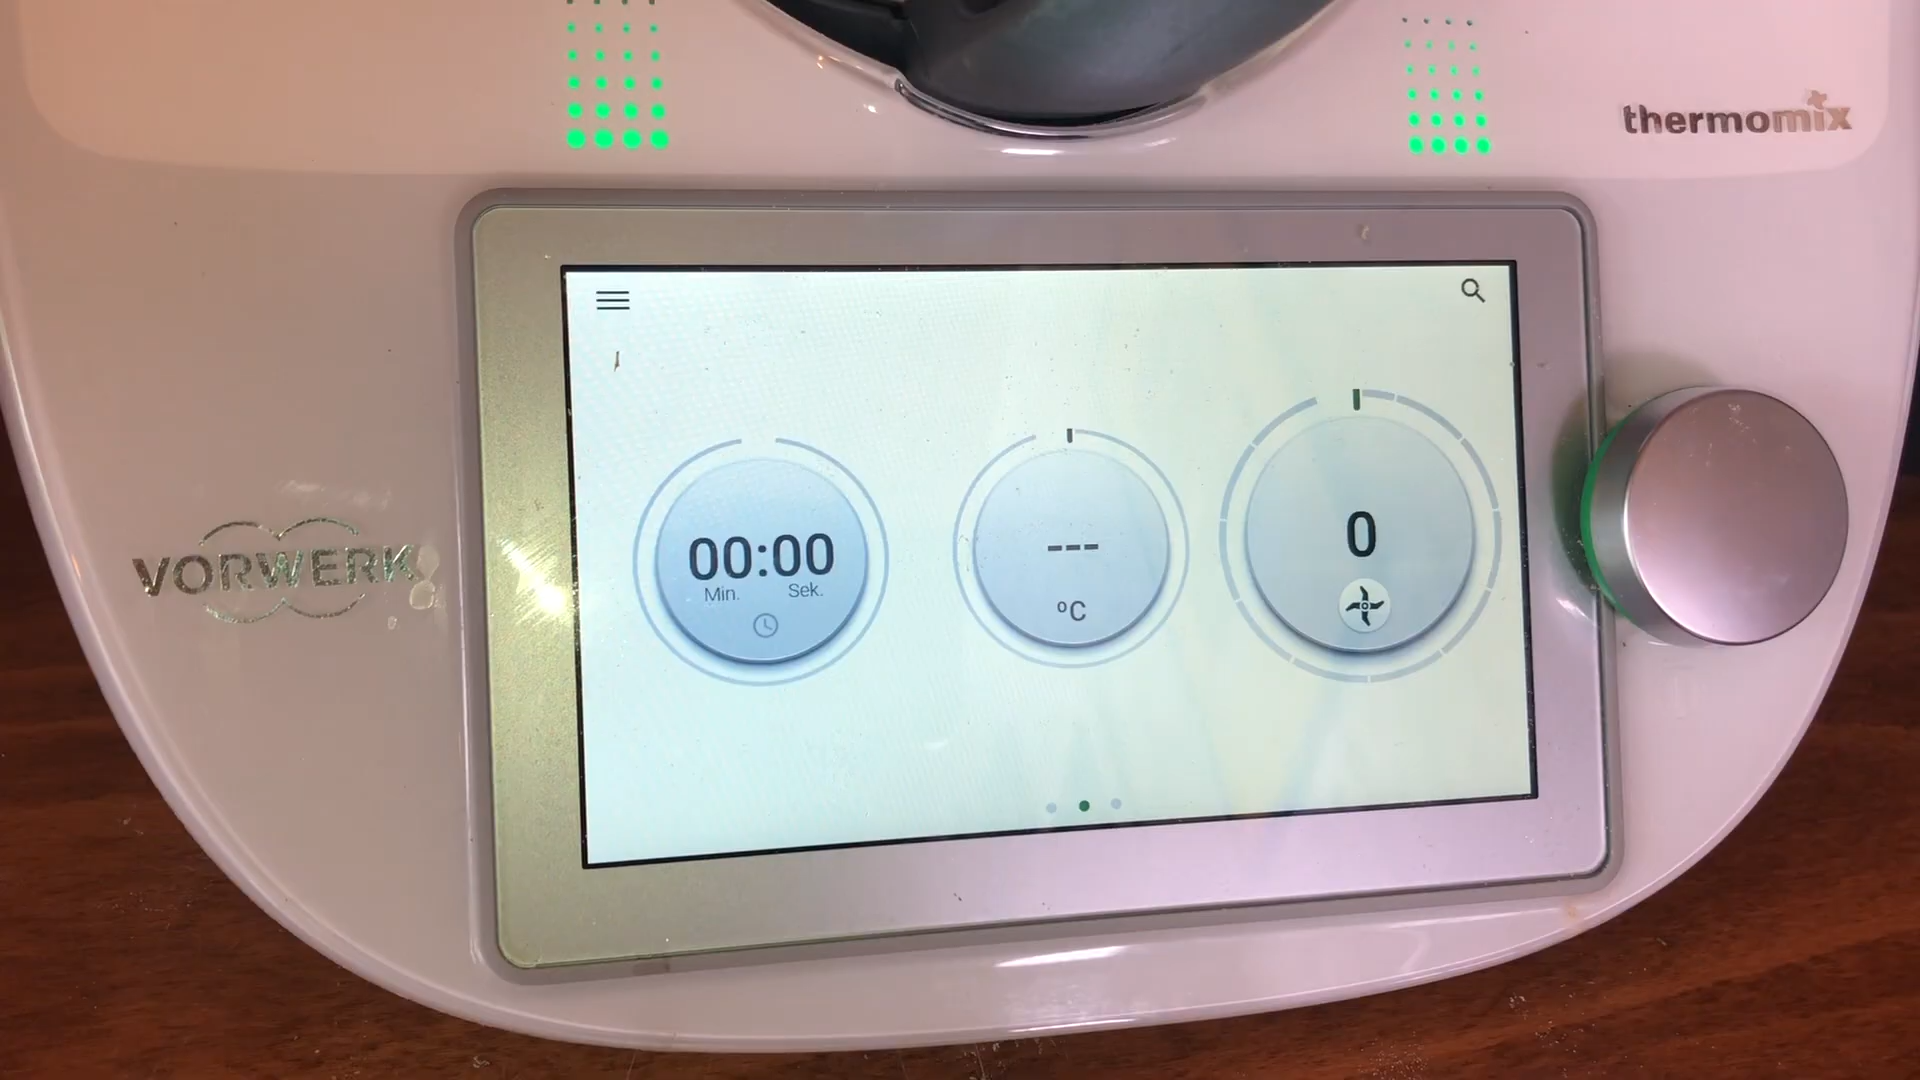 thermomix
VORWERK
00:00
Min. Sek.
---
ºC
0